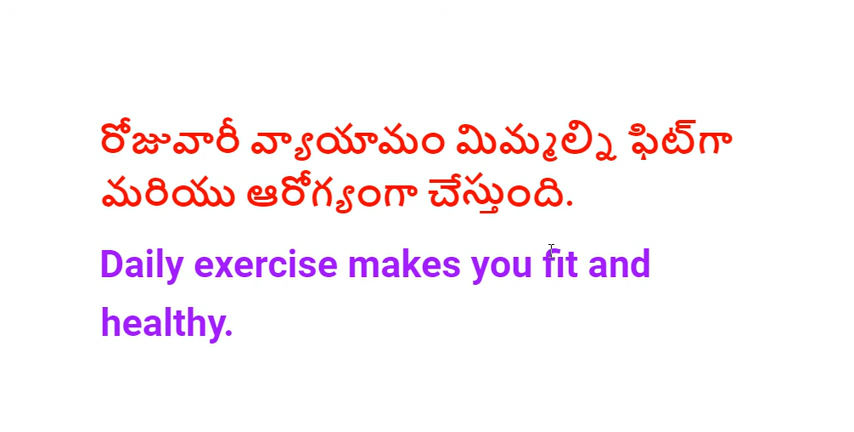 రోజువారీ వ్యాయామం మిమ్మల్ని ఫిట్‌గా
మరియు ఆరోగ్యంగా చేస్తుంది.
Daily exercise makes you fit and
healthy.